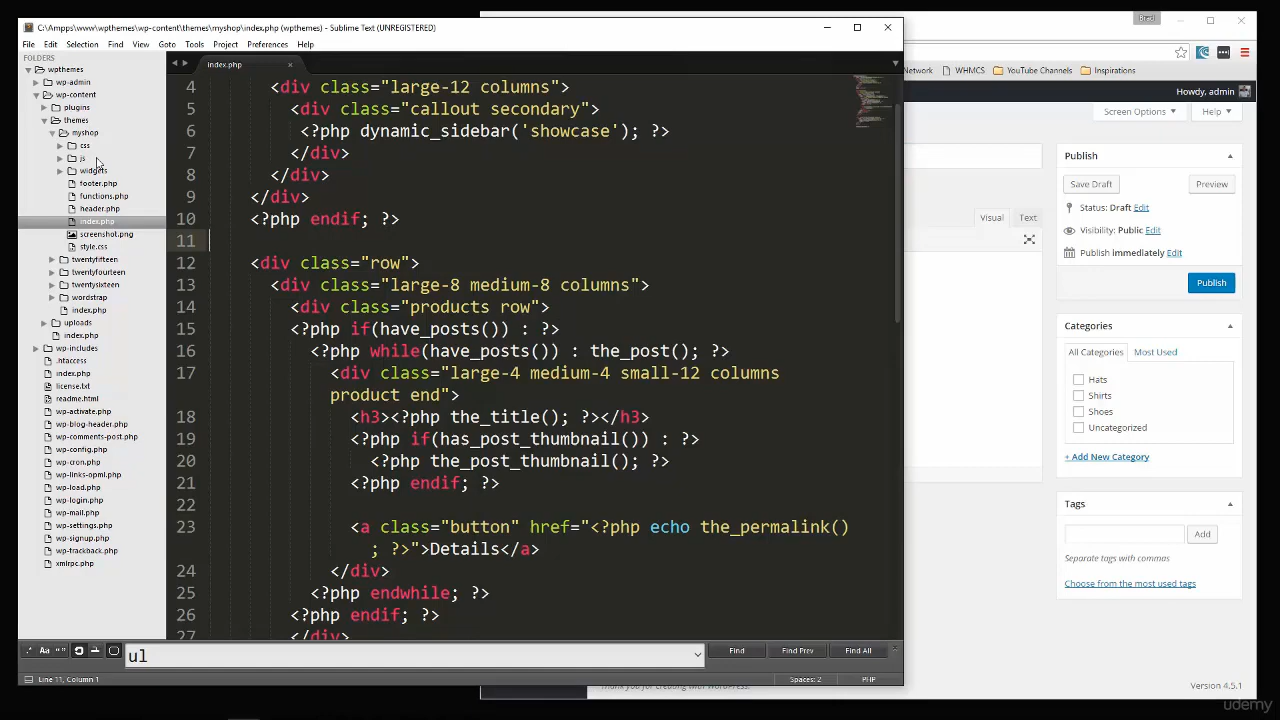 C:\Ampps\www\wpthemes\wp-content\themes\myshop\index.php (wpthemes) - Sublime Text (UNREGISTERED)
Brad
File Edit Selection Find View Goto Tools Project Preferences Help
FOLDERS
wpthemes
wp-admin
wp-content
plugins
themes
myshop
css
js
widgets
footer.php
functions.php
header.php
index.php
screenshot.png
style.css
twentyfifteen
twentyfourteen
twentysixteen
wordstrap
index.php
uploads
index.php
wp-includes
.htaccess
index.php
license.txt
readme.html
wp-activate.php
wp-blog-header.php
wp-comments-post.php
wp-config.php
wp-cron.php
wp-links-opml.php
wp-load.php
wp-login.php
wp-mail.php
wp-settings.php
wp-signup.php
wp-trackback.php
xmlrpc.php
index.php ×
4 <div class="large-12 columns">
5 <div class="callout secondary">
6 <?php dynamic_sidebar('showcase'); ?>
7 </div>
8 </div>
9 </div>
10 <?php endif; ?>
11
12 <div class="row">
13 <div class="large-8 medium-8 columns">
14 <div class="products row">
15 <?php if(have_posts()) : ?>
16 <?php while(have_posts()) : the_post(); ?>
17 <div class="large-4 medium-4 small-12 columns
product end">
18 <h3><?php the_title(); ?></h3>
19 <?php if(has_post_thumbnail()) : ?>
20 <?php the_post_thumbnail(); ?>
21 <?php endif; ?>
22
23 <a class="button" href="<?php echo the_permalink()
; ?>">Details</a>
24 </div>
25 <?php endwhile; ?>
26 <?php endif; ?>
27 </div>
.* Aa "" ul Find Find Prev Find All
Line 11, Column 1 Spaces: 2 PHP
Network WHMCS YouTube Channels Inspirations
Howdy, admin
Screen Options Help
Visual Text
Publish
Save Draft Preview
Status: Draft Edit
Visibility: Public Edit
Publish immediately Edit
Publish
Categories
All Categories Most Used
Hats
Shirts
Shoes
Uncategorized
+ Add New Category
Tags
Add
Separate tags with commas
Choose from the most used tags
Thank you for creating with WordPress.
Version 4.5.1
udemy